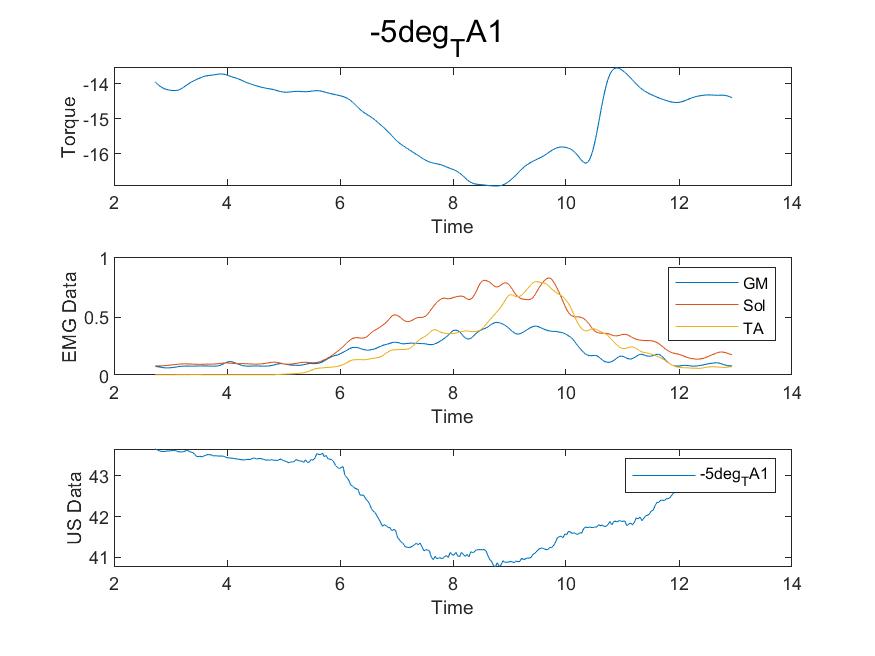 -5deg_TA1
-14
-15
-16
Torque
2 4 6 8 10 12 14
Time
1
0.5
0
EMG Data
GM
Sol
TA
2 4 6 8 10 12 14
Time
43
42
41
US Data
-5deg_TA1
2 4 6 8 10 12 14
Time